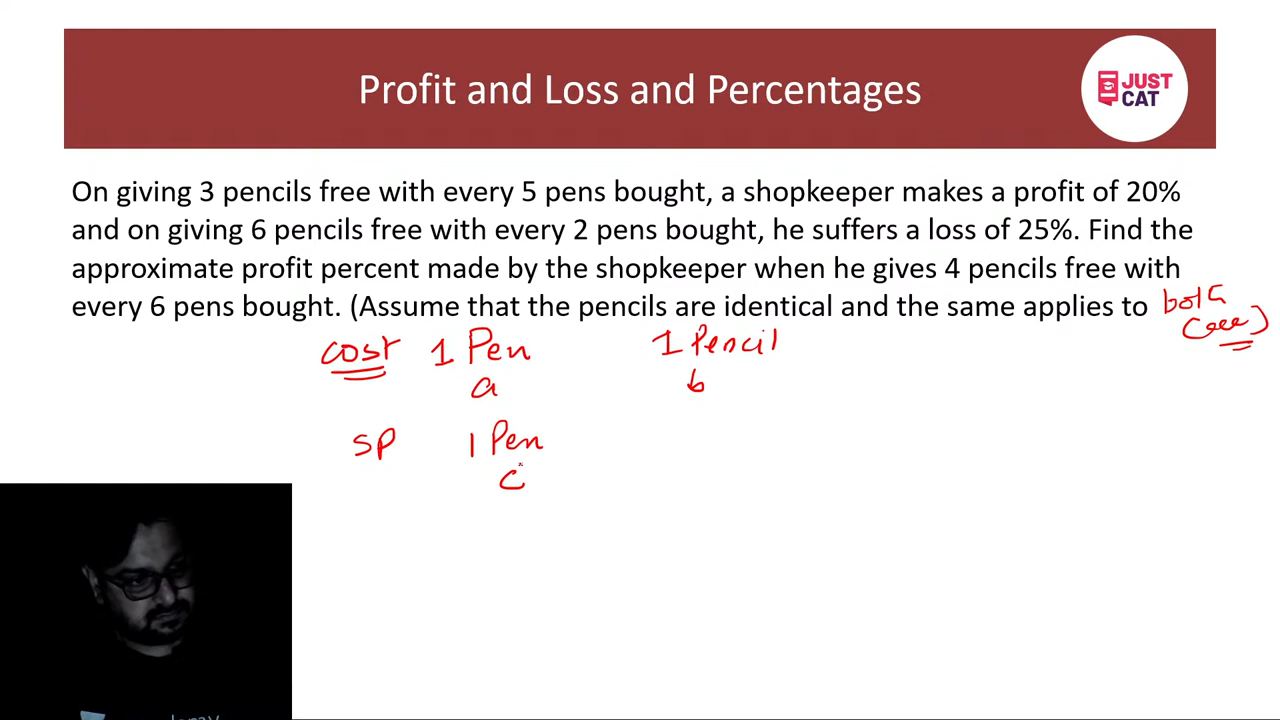 Profit and Loss and Percentages
JUST
CAT
On giving 3 pencils free with every 5 pens bought, a shopkeeper makes a profit of 20%
and on giving 6 pencils free with every 2 pens bought, he suffers a loss of 25%. Find the
approximate profit percent made by the shopkeeper when he gives 4 pencils free with
every 6 pens bought. (Assume that the pencils are identical and the same applies to both
cost 1 Pen 1 Pencil
a b
SP 1 Pen
C